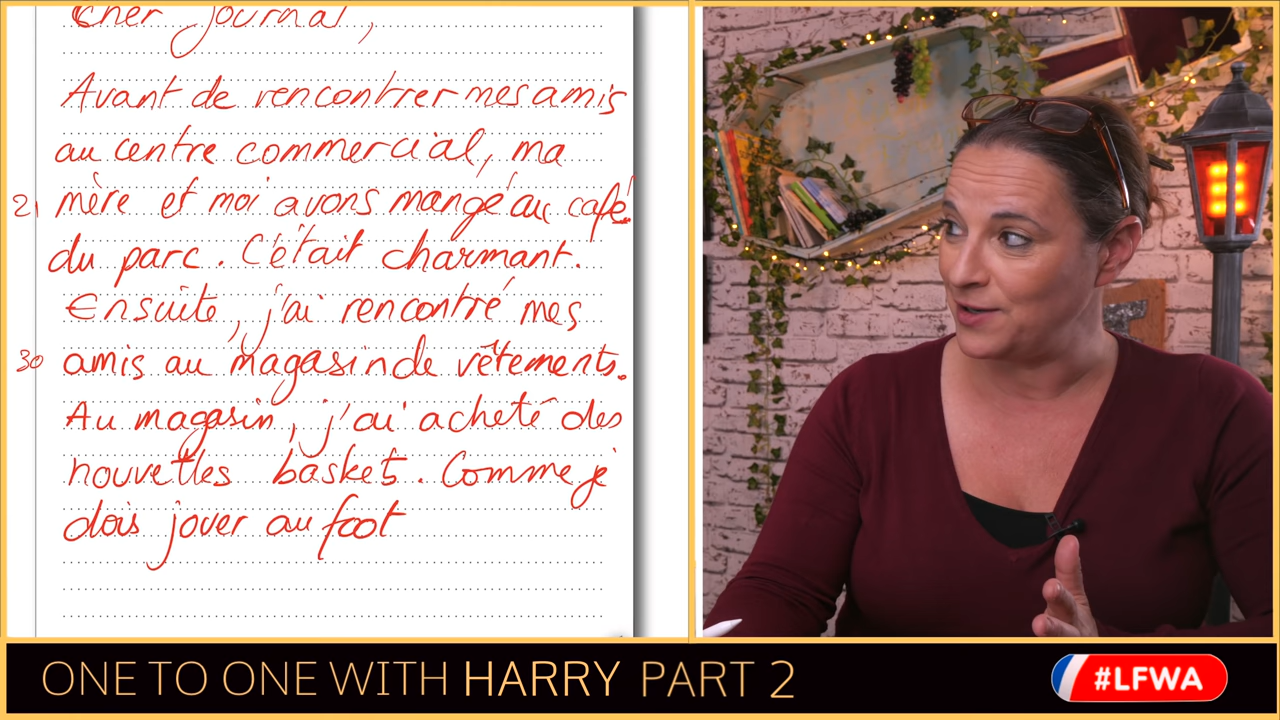 Cher journal,
Avant de rencontrer mes amis
au centre commercial, ma
21 mère et moi avons mangé au café
du parc. C'était charmant.
Ensuite, j'ai rencontré mes
30 amis au magasin de vêtements.
Au magasin, j'ai acheté des
nouvelles baskets. Comme je
dois jouer au foot
ONE TO ONE WITH HARRY PART 2
#LFWA